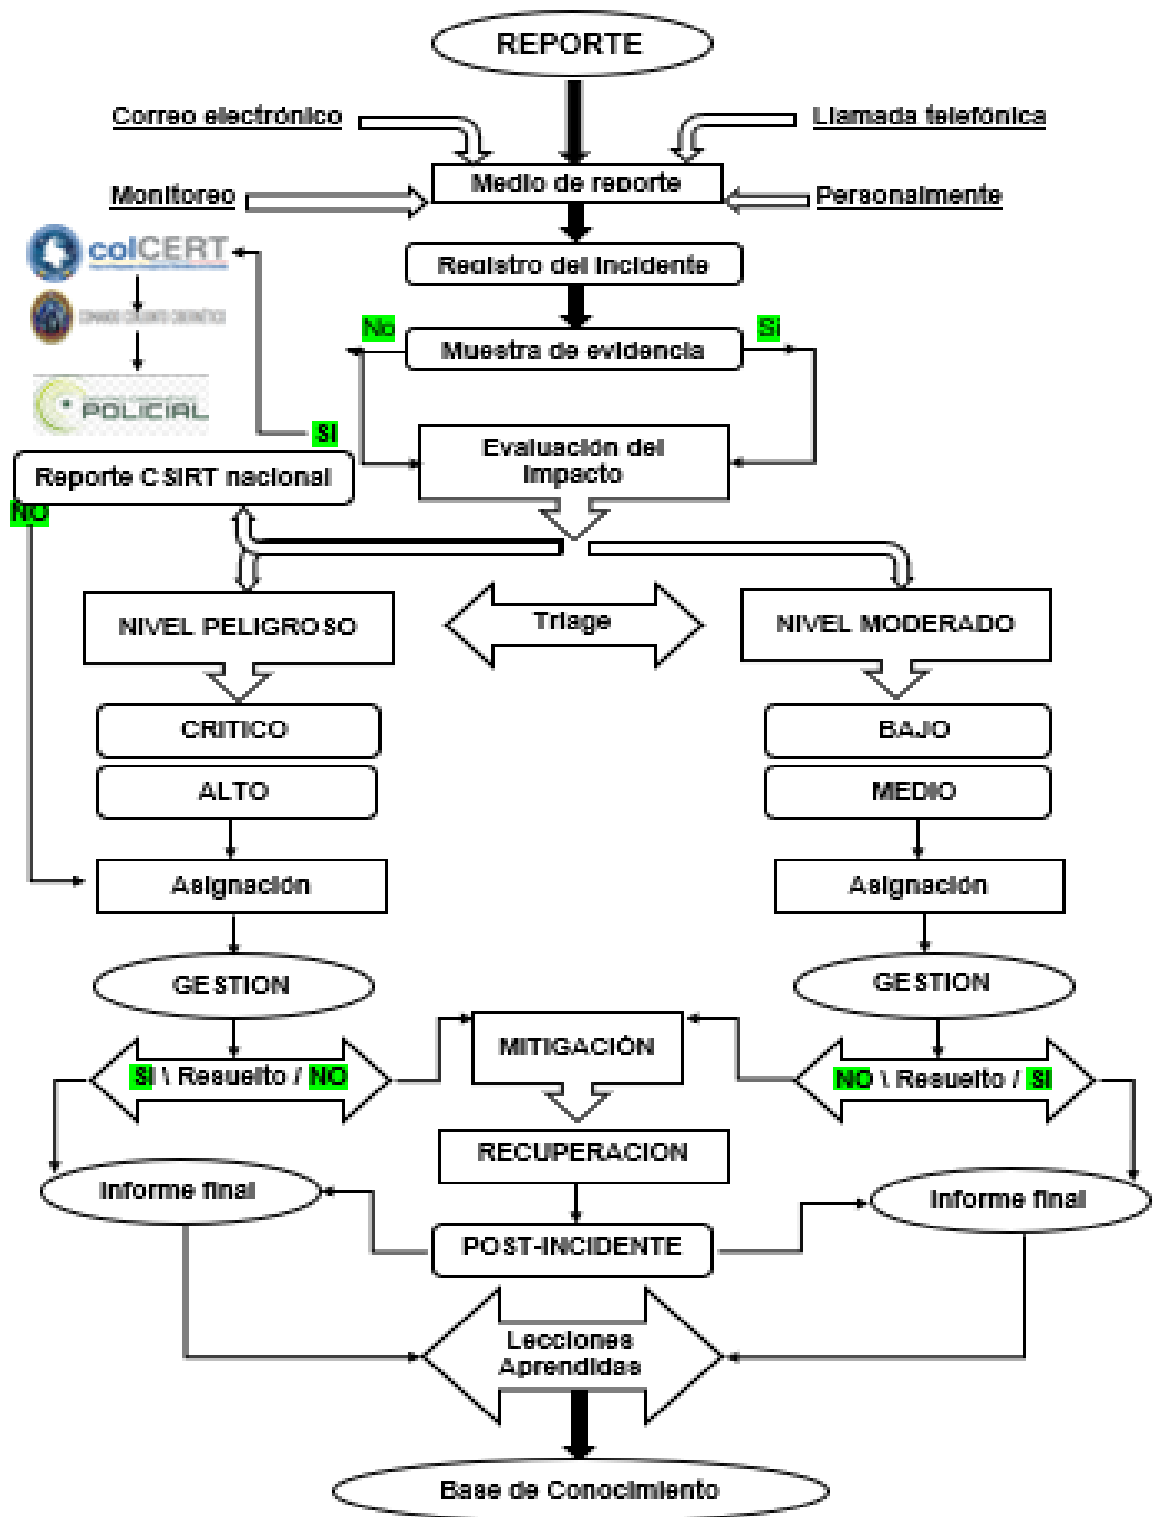 REPORTE
Correo electrónico
Llamada telefónica
Medio de reporte
Monitoreo
Personalmente
colCERT
Registro del Incidente
No
Si
Muestra de evidencia
POLICIAL
SI
Evaluación del
Impacto
Reporte CSIRT nacional
NO
NIVEL PELIGROSO
Triage
NIVEL MODERADO
CRITICO
BAJO
ALTO
MEDIO
Asignación
Asignación
GESTION
GESTION
MITIGACIÓN
SI \ Resuelto / NO
NO \ Resuelto / SI
RECUPERACION
Informe final
Informe final
POST-INCIDENTE
Lecciones
Aprendidas
Base de Conocimiento